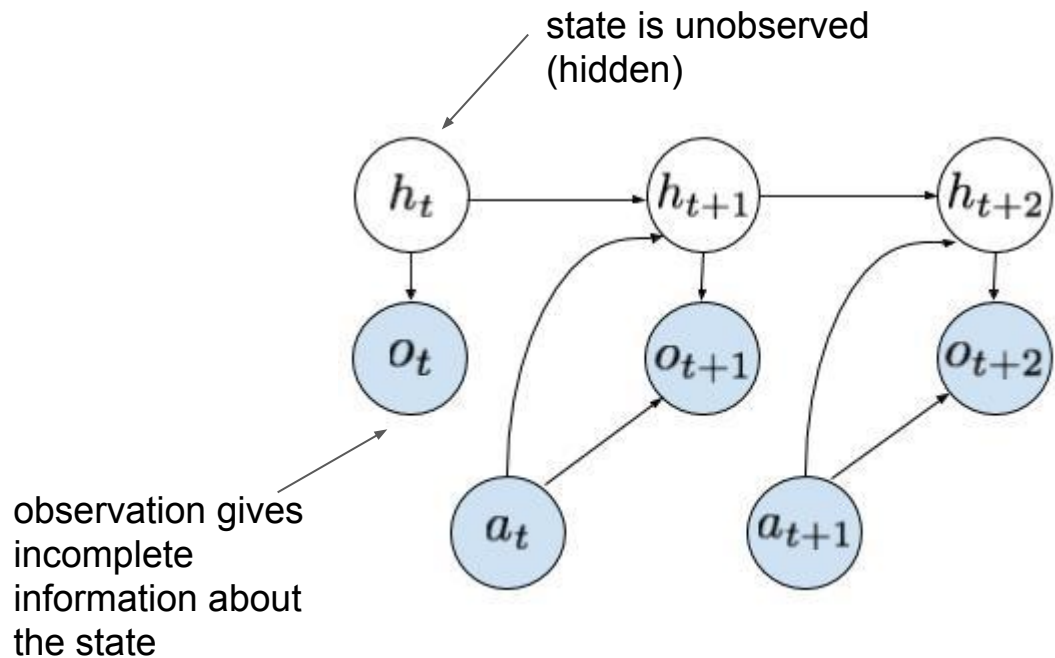 state is unobserved
(hidden)
h_t
h_{t+1}
h_{t+2}
o_t
o_{t+1}
o_{t+2}
observation gives
incomplete
information about
the state
a_t
a_{t+1}